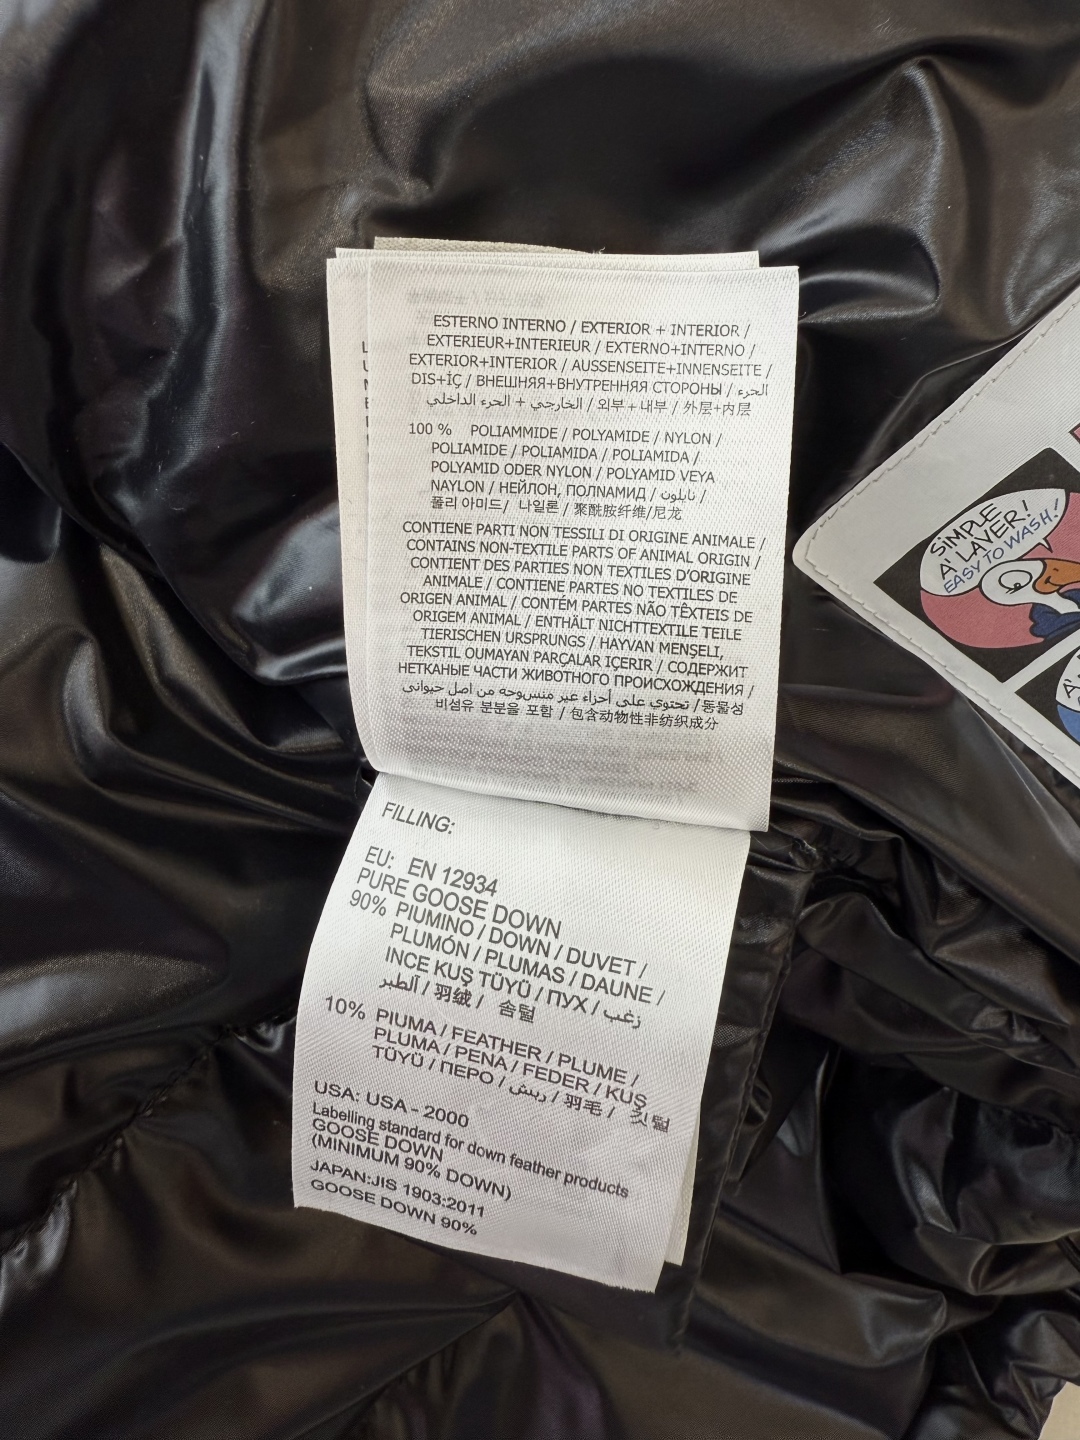 ESTERNO INTERNO / EXTERIOR + INTERIOR /
EXTERIEUR+INTERIEUR / EXTERNO+INTERNO /
EXTERIOR+INTERIOR / AUSSENSEITE+INNENSEITE /
DIS+İÇ / ВНЕШНЯЯ+ВНУТРЕННЯЯ СТОРОНЫ / الجزء
الخارجي + الجزء الداخلي / 외부+내부 / 外层+内层
100 % POLIAMMIDE / POLYAMIDE / NYLON /
POLIAMIDE / POLIAMIDA / POLIAMIDA /
POLYAMID ODER NYLON / POLYAMID VEYA
NAYLON / НЕЙЛОН, ПОЛNАМИД / نايلون /
폴리 아미드/ 나일론 / 聚酰胺纤维/尼龙
CONTIENE PARTI NON TESSILI DI ORIGINE ANIMALE /
CONTAINS NON-TEXTILE PARTS OF ANIMAL ORIGIN /
CONTIENT DES PARTIES NON TEXTILES D'ORIGINE
ANIMALE / CONTIENE PARTES NO TEXTILES DE
ORIGEN ANIMAL / CONTÉM PARTES NÃO TÊXTEIS DE
ORIGEM ANIMAL / ENTHÄLT NICHTTEXTILE TEILE
TIERISCHEN URSPRUNGS / HAYVAN MENŞELI,
TEKSTIL OUMAYAN PARÇALAR IÇERIR / СОДЕРЖИТ
НЕТКАНЫЕ ЧАСТИ ЖИВОТНОГО ПРОИСХОЖДЕНИЯ /
تحتوي على أجزاء غير منسوجه من اصل حيواني / 동물성
비섬유 분분을 포함 / 包含动物性非纺织成分
FILLING:
EU: EN 12934
PURE GOOSE DOWN
90% PIUMINO / DOWN / DUVET /
PLUMÓN / PLUMAS / DAUNE /
INCE KUŞ TÜYÜ / ПУХ / زغب /
羽绒 / 솜털
10% PIUMA / FEATHER / PLUME /
PLUMA / PENA / FEDER / KUŞ
TÜYÜ / ПЕРО / ريش / 羽毛 / 깃털
USA: USA - 2000
Labelling standard for down feather products
GOOSE DOWN
(MINIMUM 90% DOWN)
JAPAN:JIS 1903:2011
GOOSE DOWN 90%
SiMPLE
A' LAVER!
EASY TO WASH!